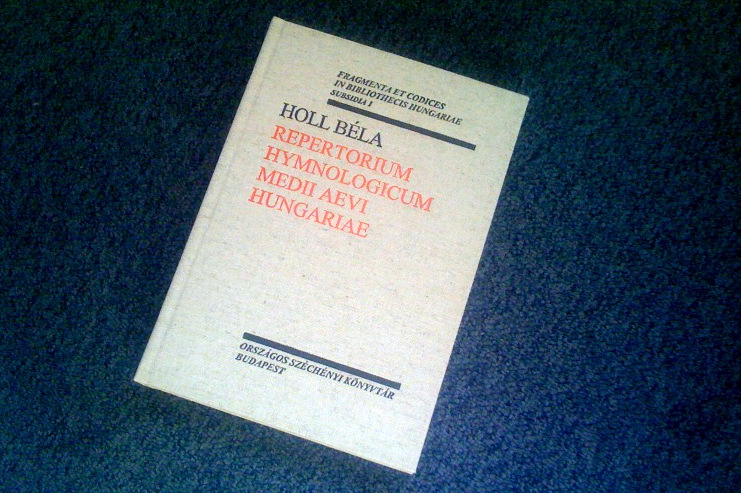 FRAGMENTA ET CODICES
IN BIBLIOTHECIS HUNGARIAE
SUBSIDIA I
HOLL BÉLA
REPERTORIUM
HYMNOLOGICUM
MEDII AEVI
HUNGARIAE
ORSZÁGOS SZÉCHÉNYI KÖNYVTÁR
BUDAPEST